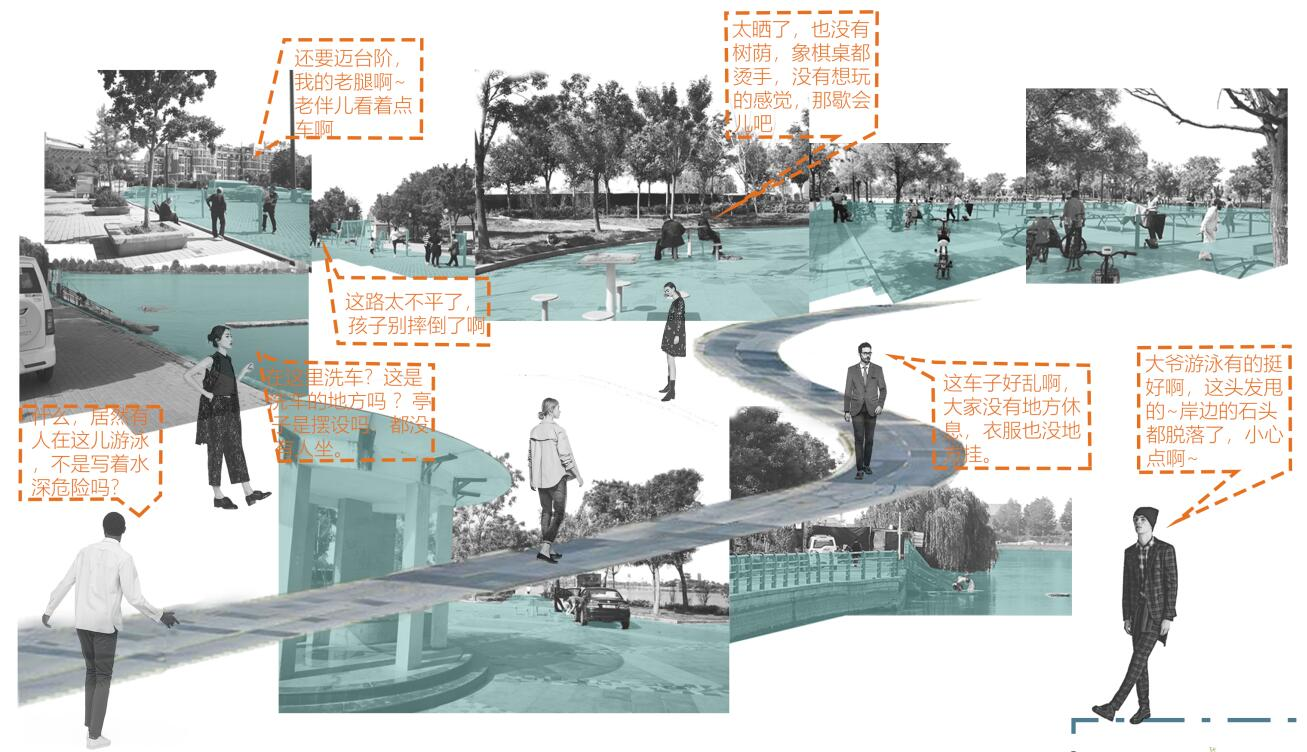 还要迈台阶，
我的老腿啊~
老伴儿看着点
车啊
太晒了，也没有
树荫，象棋桌都
烫手，没有想玩
的感觉，那歇会
儿吧
这路太不平了，
孩子别摔倒了啊
在这里洗车？这是
洗车的地方吗？亭
子是摆设吗，都没
有人坐。
什么，居然有
人在这儿游泳
，不是写着水
深危险吗？
这车子好乱啊，
大家没有地方休
息，衣服也没地
方挂。
大爷游泳有的挺
好啊，这头发甩
的~岸边的石头
都脱落了，小心
点啊~